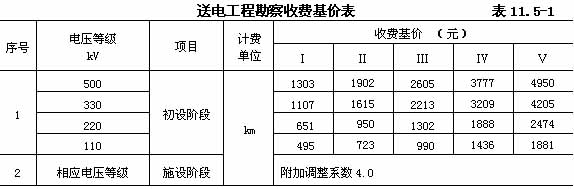 送电工程勘察收费基价表 表 11.5-1
序号 电压等级 kV 项目 计费单位 收费基价 （元）
I II III IV V
1 500 初设阶段 km 1303 1902 2605 3777 4950
330 1107 1615 2213 3209 4205
220 651 950 1302 1888 2474
110 495 723 990 1436 1881
2 相应电压等级 施设阶段 附加调整系数 4.0